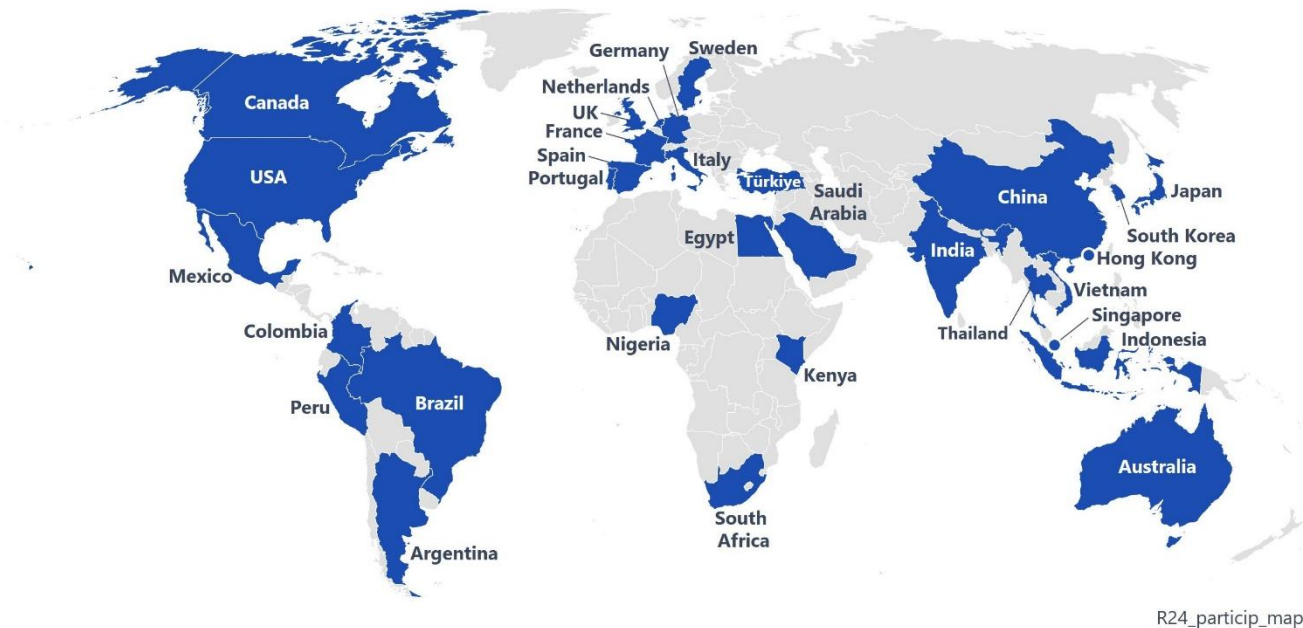 Germany
Sweden
Netherlands
UK
France
Spain
Portugal
Italy
Türkiye
Canada
USA
Mexico
Colombia
Peru
Brazil
Argentina
Egypt
Saudi
Arabia
Nigeria
Kenya
South
Africa
China
Japan
South Korea
Hong Kong
India
Vietnam
Thailand
Singapore
Indonesia
Australia
R24_particip_map